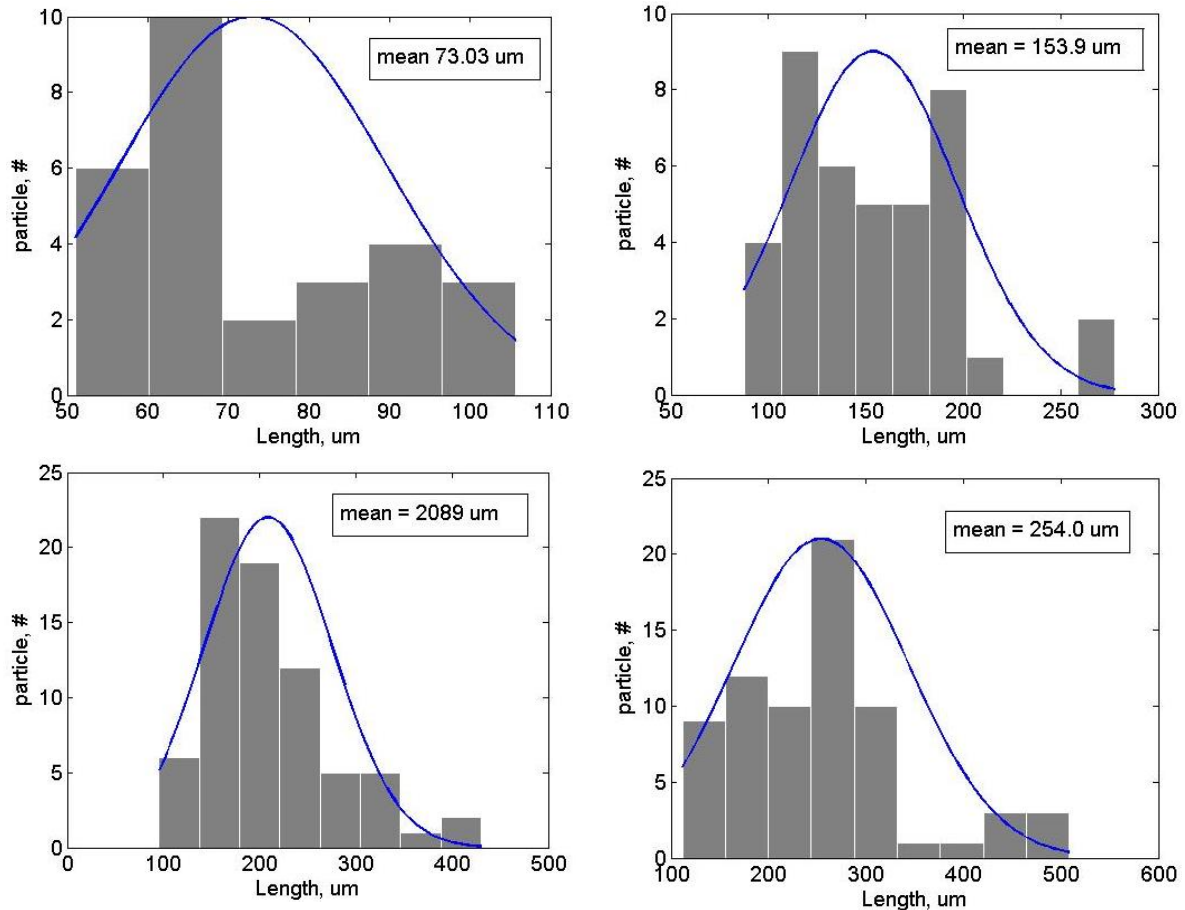 10
8
6
4
2
0
particle, #
mean 73.03 um
50 60 70 80 90 100 110
Length, um
10
8
6
4
2
0
particle, #
mean = 153.9 um
50 100 150 200 250 300
Length, um
25
20
15
10
5
0
particle, #
mean = 2089 um
0 100 200 300 400 500
Length, um
25
20
15
10
5
0
particle, #
mean = 254.0 um
100 200 300 400 500 600
Length, um